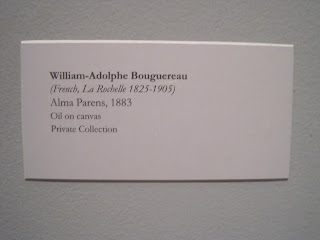 William-Adolphe Bouguereau
(French, La Rochelle 1825-1905)
Alma Parens, 1883
Oil on canvas
Private Collection